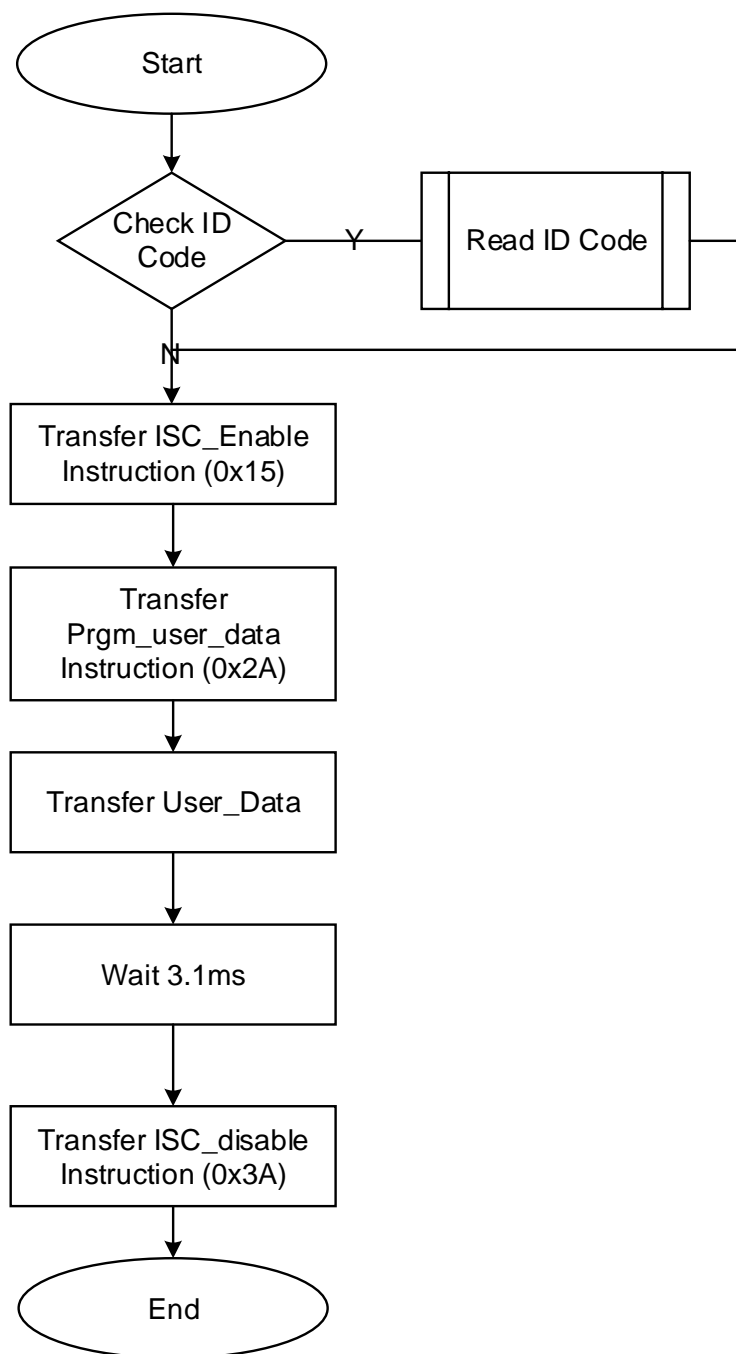 Start
Check ID
Code
Y
Read ID Code
N
Transfer ISC_Enable
Instruction (0x15)
Transfer
Prgm_user_data
Instruction (0x2A)
Transfer User_Data
Wait 3.1ms
Transfer ISC_disable
Instruction (0x3A)
End